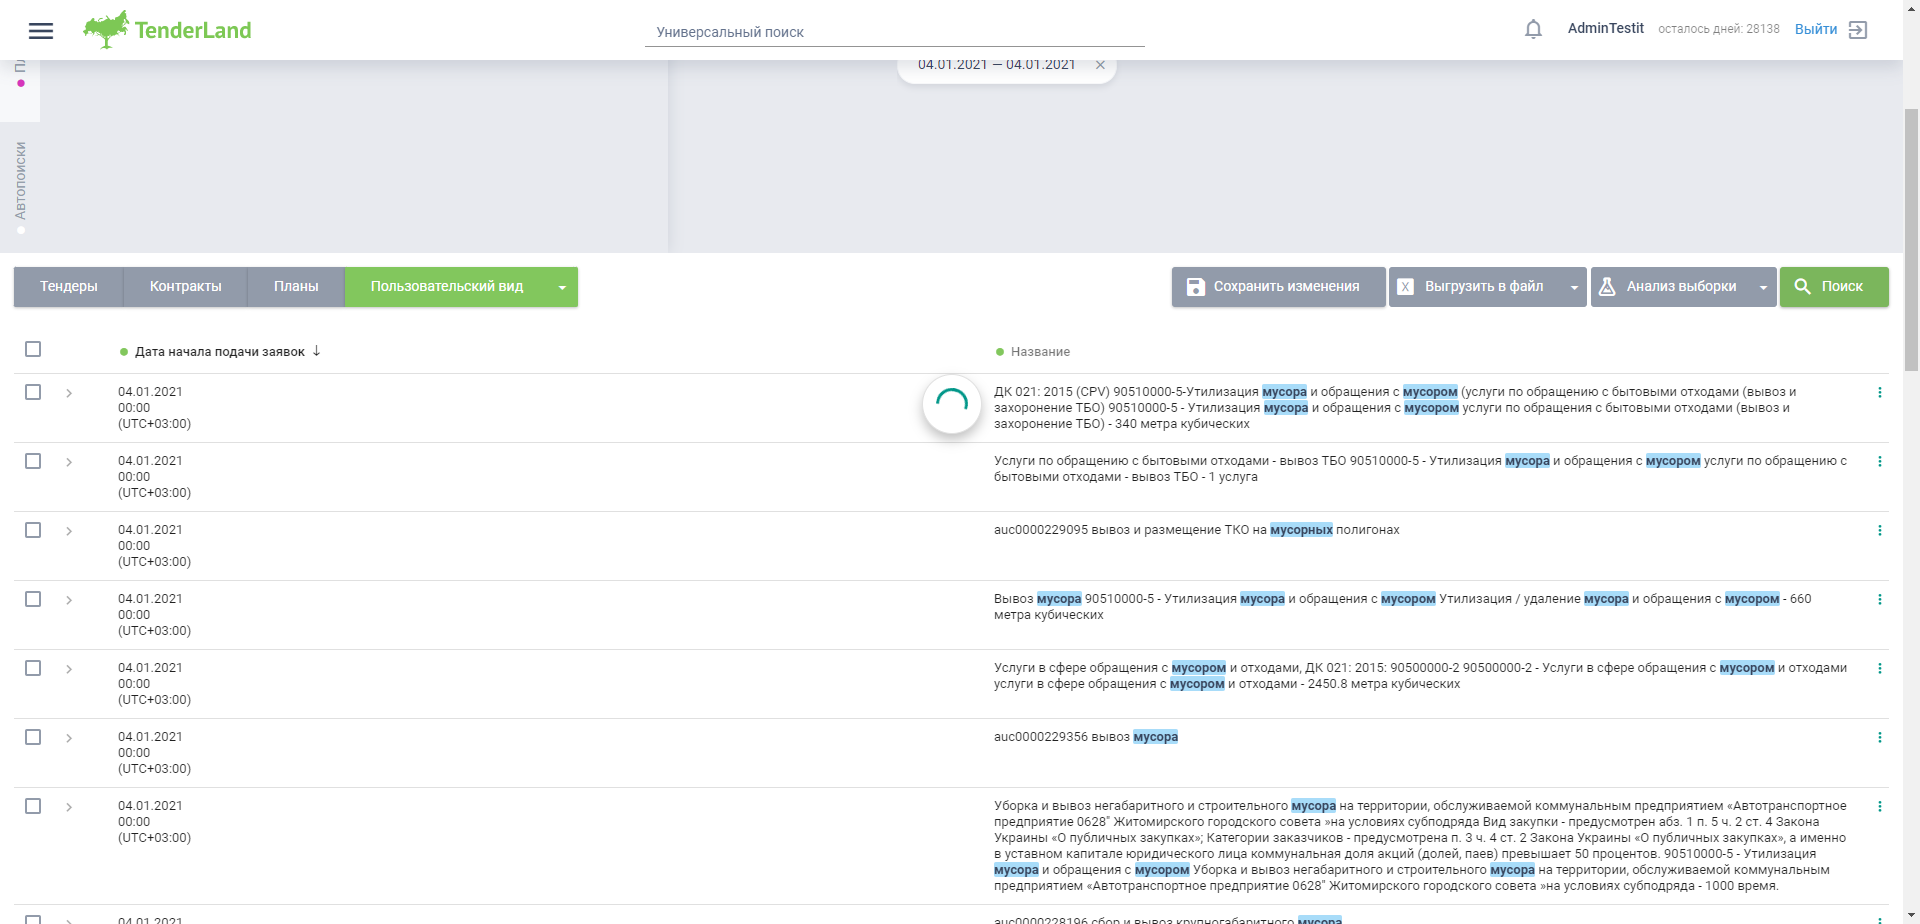 TenderLand
Универсальный поиск
AdminTestit
осталось дней: 28138
Выйти
04.01.2021 — 04.01.2021
Автопоиски
Тендеры
Контракты
Планы
Пользовательский вид
Сохранить изменения
Выгрузить в файл
Анализ выборки
Поиск
Дата начала подачи заявок
Название
04.01.2021
00:00
(UTC+03:00)
ДК 021: 2015 (CPV) 90510000-5-Утилизация мусора и обращения с мусором (услуги по обращению с бытовыми отходами (вывоз и
захоронение ТБО) 90510000-5 - Утилизация мусора и обращения с мусором услуги по обращения с бытовыми отходами (вывоз и
захоронение ТБО) - 340 метра кубических
04.01.2021
00:00
(UTC+03:00)
Услуги по обращению с бытовыми отходами - вывоз ТБО 90510000-5 - Утилизация мусора и обращения с мусором услуги по обращению с
бытовыми отходами - вывоз ТБО - 1 услуга
04.01.2021
00:00
(UTC+03:00)
auc0000229095 вывоз и размещение ТКО на мусорных полигонах
04.01.2021
00:00
(UTC+03:00)
Вывоз мусора 90510000-5 - Утилизация мусора и обращения с мусором Утилизация / удаление мусора и обращения с мусором - 660
метра кубических
04.01.2021
00:00
(UTC+03:00)
Услуги в сфере обращения с мусором и отходами, ДК 021: 2015: 90500000-2 90500000-2 - Услуги в сфере обращения с мусором и отходами
услуги в сфере обращения с мусором и отходами - 2450.8 метра кубических
04.01.2021
00:00
(UTC+03:00)
auc0000229356 вывоз мусора
04.01.2021
00:00
(UTC+03:00)
Уборка и вывоз негабаритного и строительного мусора на территории, обслуживаемой коммунальным предприятием «Автотранспортное
предприятие 0628" Житомирского городского совета »на условиях субподряда Вид закупки - предусмотрен абз. 1 п. 5 ч. 2 ст. 4 Закона
Украины «О публичных закупках»; Категории заказчиков - предусмотрена п. 3 ч. 4 ст. 2 Закона Украины «О публичных закупках», а именно
в уставном капитале юридического лица коммунальная доля акций (долей, паев) превышает 50 процентов. 90510000-5 - Утилизация
мусора и обращения с мусором Уборка и вывоз негабаритного и строительного мусора на территории, обслуживаемой коммунальным
предприятием «Автотранспортное предприятие 0628" Житомирского городского совета »на условиях субподряда - 1000 время.
04.01.2021
auc0000228196 сбор и вывоз крупногабаритного мусора